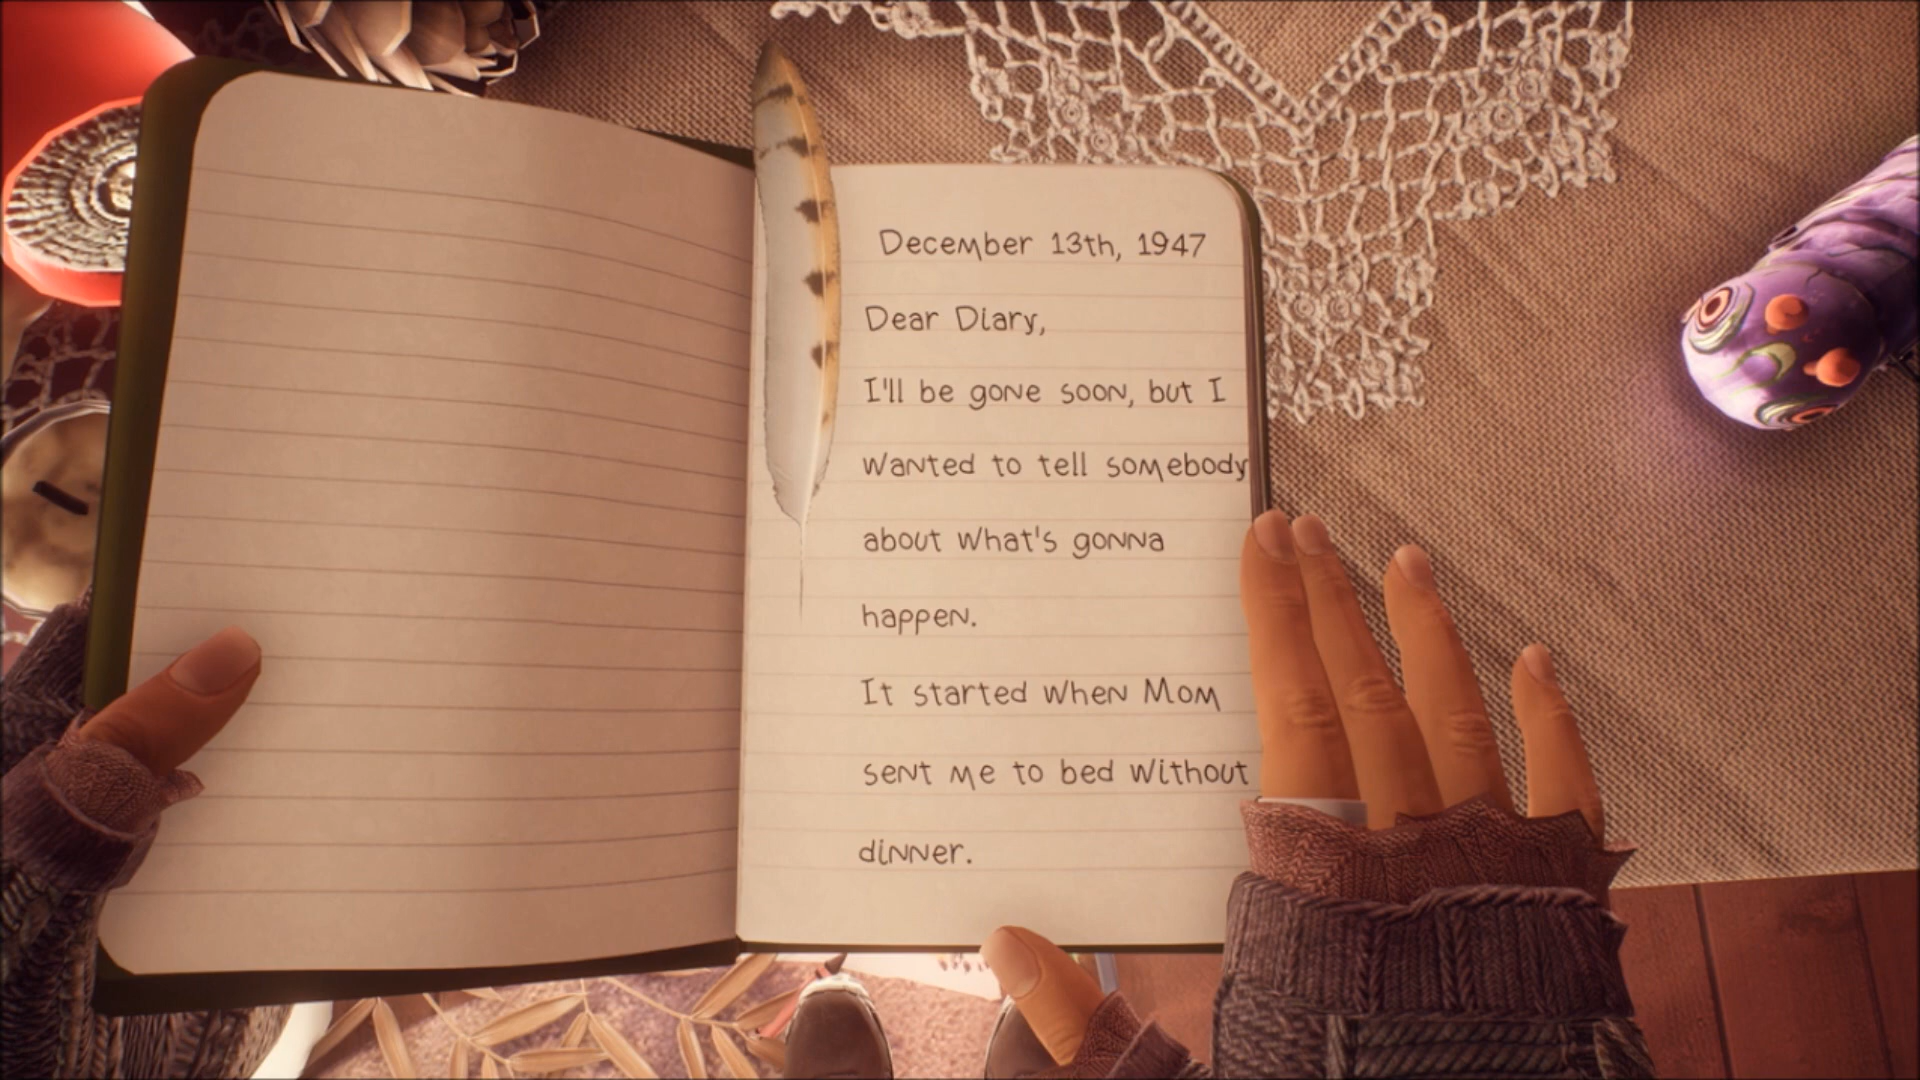 December 13th, 1947
Dear Diary,
I'll be gone soon, but I
wanted to tell somebody
about what's gonna
happen.
It started when Mom
sent me to bed without
dinner.